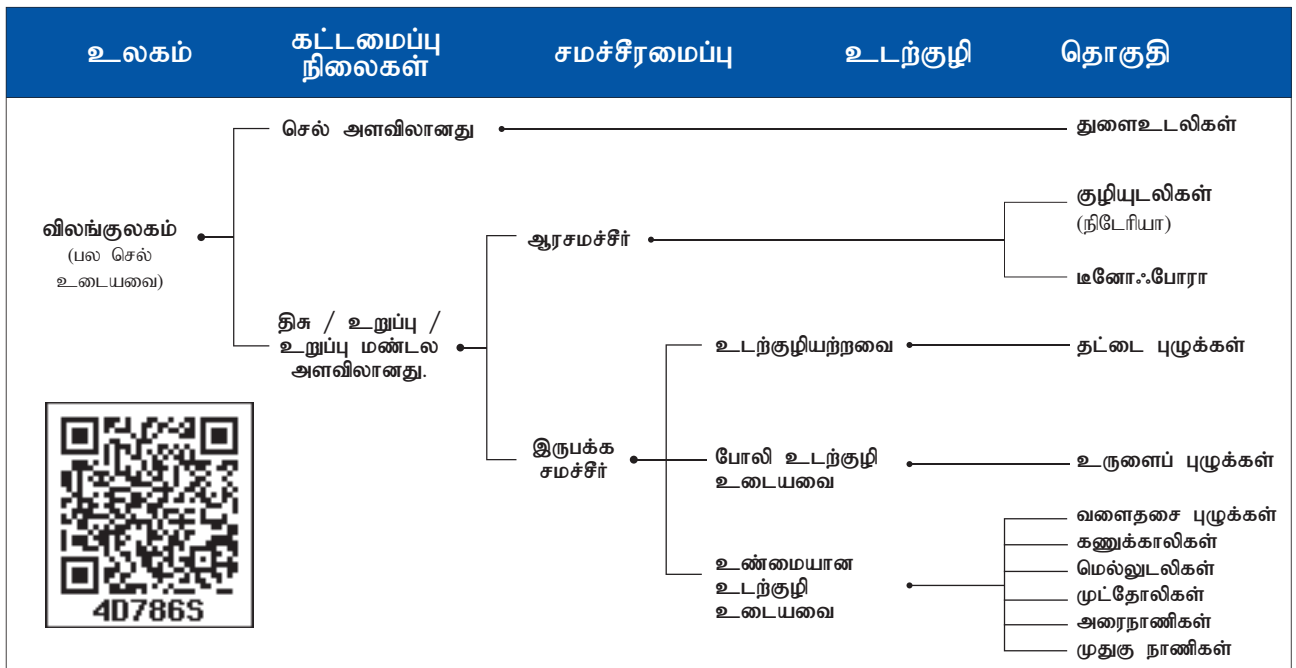 உலகம்
கட்டமைப்பு
நிலைகள்
சமச்சீரமைப்பு
உடற்குழி
தொகுதி
செல் அளவிலானது
துளைஉடலிகள்
விலங்குலகம்
(பல செல்
உடையவை)
ஆரசமச்சீர்
குழியுடலிகள்
(நிடேரியா)
டீனோஃபோரா
திசு / உறுப்பு /
உறுப்பு மண்டல
அளவிலானது.
உடற்குழியற்றவை
தட்டை புழுக்கள்
இருபக்க
சமச்சீர்
போலி உடற்குழி
உடையவை
உருளைப் புழுக்கள்
உண்மையான
உடற்குழி
உடையவை
வளைதசை புழுக்கள்
கணுக்காலிகள்
மெல்லுடலிகள்
முட்தோலிகள்
அரைநாணிகள்
முதுகு நாணிகள்
4D786S